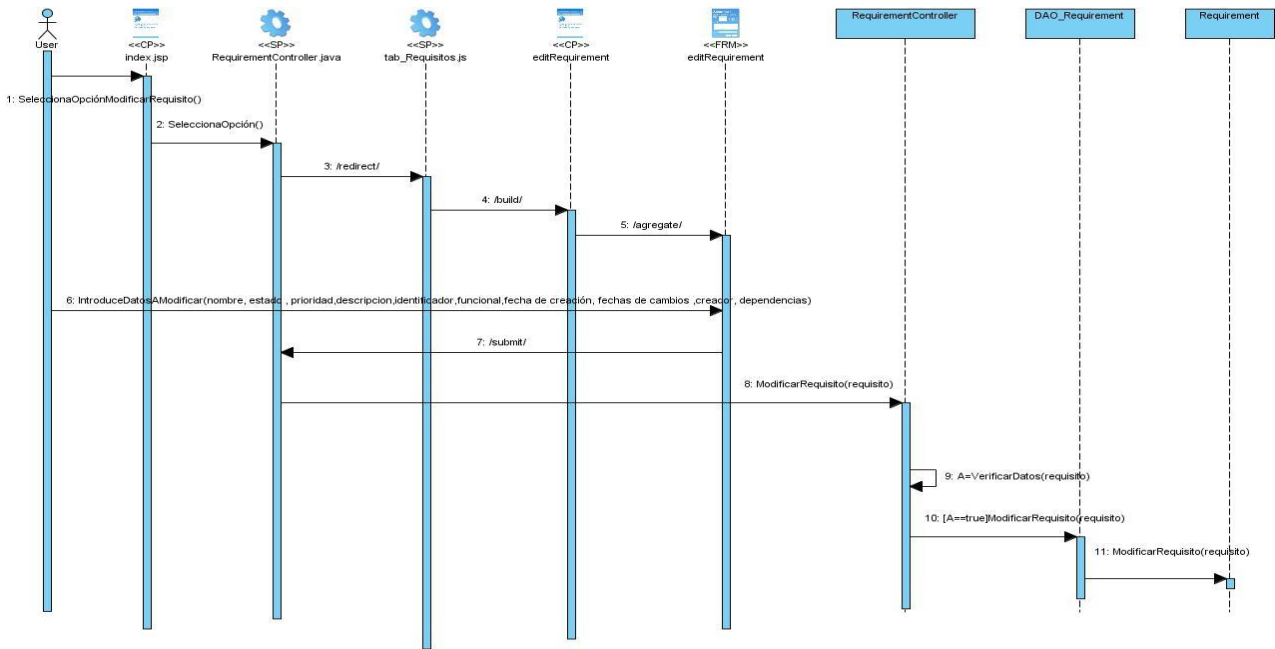 RequirementController
DAO_Requirement
Requirement
User
<<CP>>
index.jsp
<<SP>>
RequirementController.java
<<SP>>
tab_Requisitos.js
<<CP>>
editRequirement
<<FRM>>
editRequirement
1: SeleccionaOpciónModificarRequisito()
2: SeleccionaOpción()
3: /redirect/
4: /build/
5: /agregate/
6: IntroduceDatosAModificar(nombre, estado , prioridad,descripcion,identificador,funcional,fecha de creación, fechas de cambios ,creador, dependencias)
7: /submit/
8: ModificarRequisito(requisito)
9: A=VerificarDatos(requisito)
10: [A==true]ModificarRequisito(requisito)
11: ModificarRequisito(requisito)